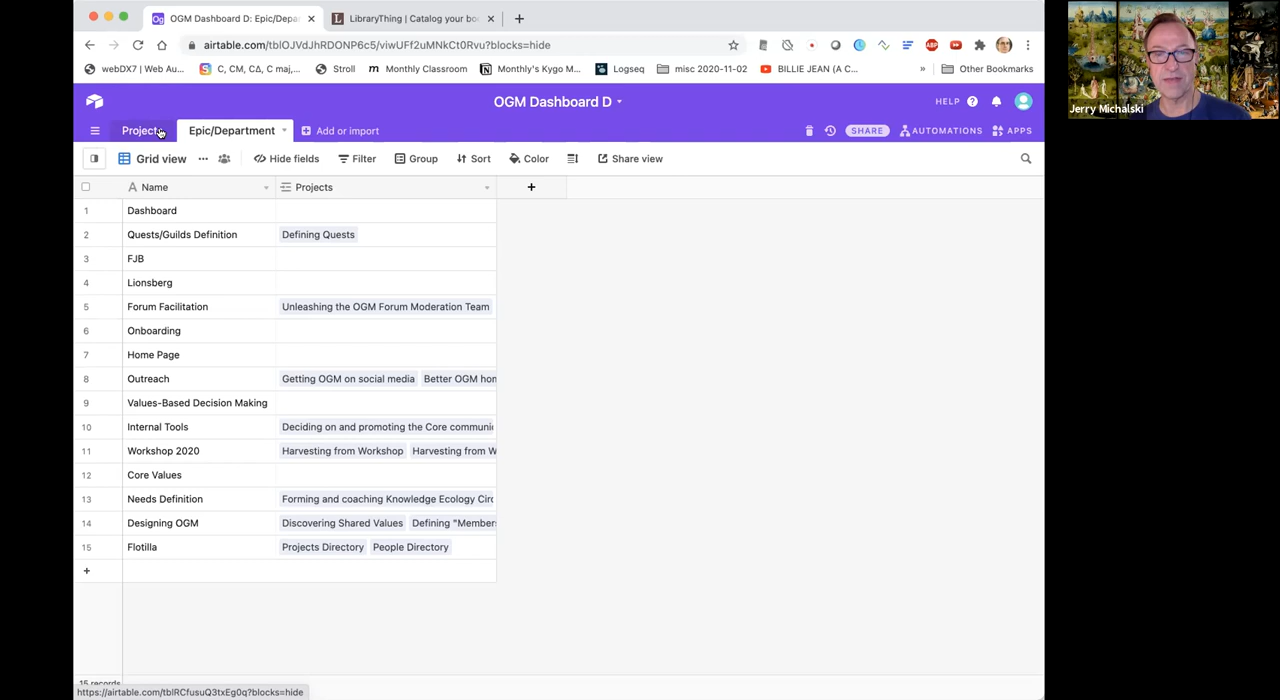 OGM Dashboard D: Epic/Depa
LibraryThing | Catalog your bo
airtable.com/tblOJVdJhRDONP6c5/viwUFf2uMNkCt0Rvu?blocks=hide
webDX7 | Web Au... C, CM, CΔ, C maj,... Stroll Monthly Classroom Monthly's Kygo M... Logseq misc 2020-11-02 BILLIE JEAN (A C... » Other Bookmarks
Jerry Michalski
OGM Dashboard D
HELP
Projects Epic/Department Add or import
SHARE AUTOMATIONS APPS
Grid view Hide fields Filter Group Sort Color Share view
Name Projects
1 Dashboard
2 Quests/Guilds Definition Defining Quests
3 FJB
4 Lionsberg
5 Forum Facilitation Unleashing the OGM Forum Moderation Team
6 Onboarding
7 Home Page
8 Outreach Getting OGM on social media Better OGM hom
9 Values-Based Decision Making
10 Internal Tools Deciding on and promoting the Core communi
11 Workshop 2020 Harvesting from Workshop Harvesting from W
12 Core Values
13 Needs Definition Forming and coaching Knowledge Ecology Circ
14 Designing OGM Discovering Shared Values Defining "Members
15 Flotilla Projects Directory People Directory
15 records
https://airtable.com/tblRCfusuQ3txEg0q?blocks=hide